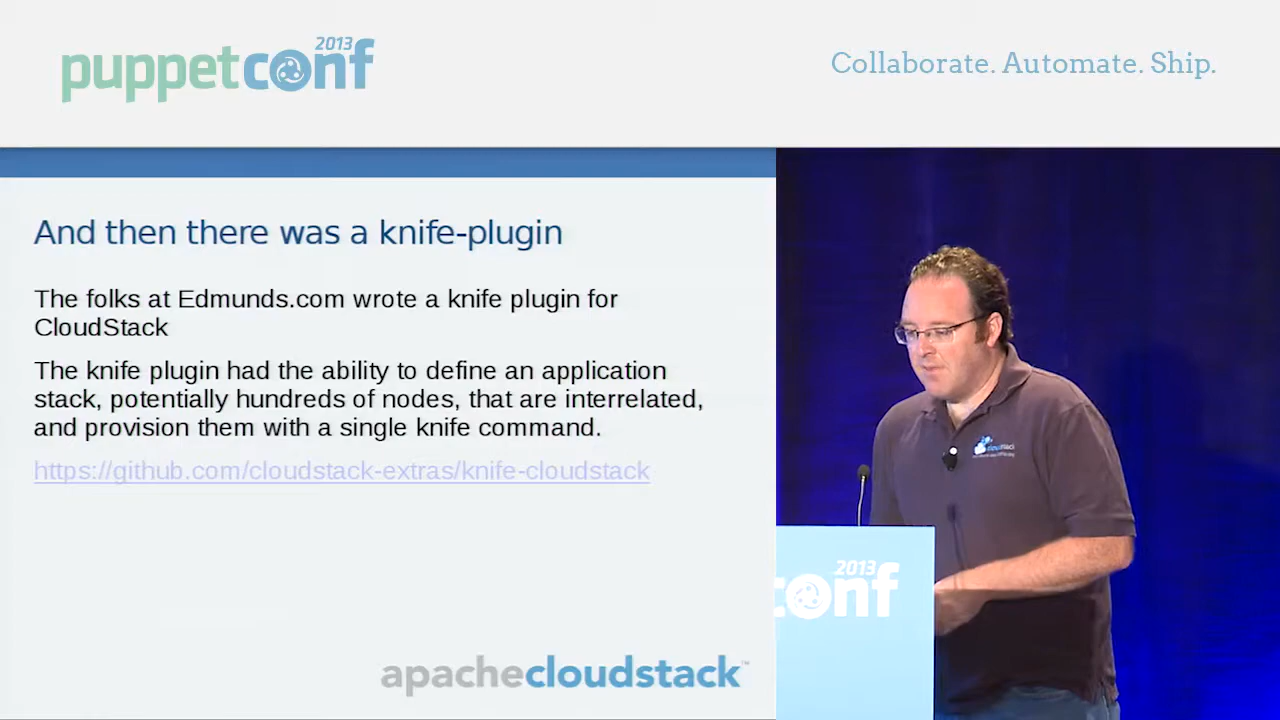 puppetconf 2013
Collaborate. Automate. Ship.
And then there was a knife-plugin
The folks at Edmunds.com wrote a knife plugin for
CloudStack
The knife plugin had the ability to define an application
stack, potentially hundreds of nodes, that are interrelated,
and provision them with a single knife command.
https://github.com/cloudstack-extras/knife-cloudstack
apachecloudstack™
2013
conf